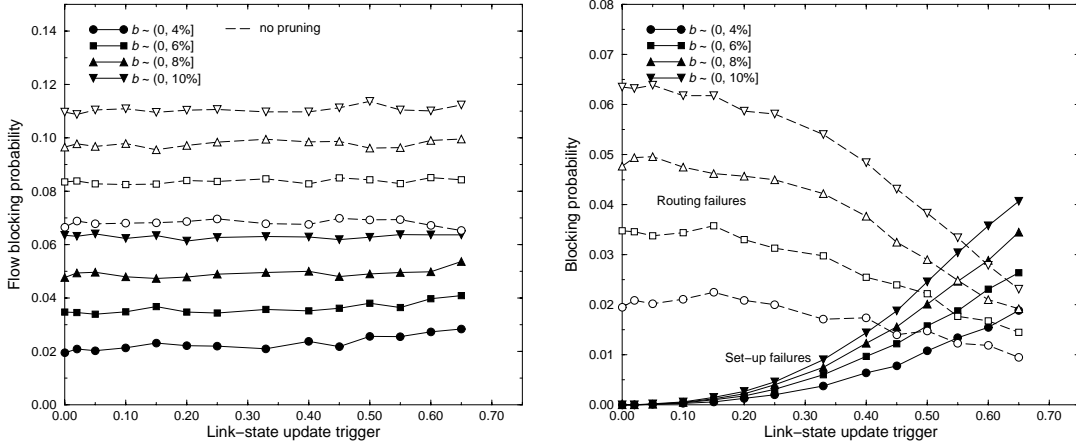 0.15
0.14
0.12
0.10
0.08
0.06
0.04
0.02
0.00
Flow blocking probability
b ~ (0, 4%]
b ~ (0, 6%]
b ~ (0, 8%]
b ~ (0, 10%]
no pruning
0.00 0.10 0.20 0.30 0.40 0.50 0.60 0.70
Link−state update trigger
0.08
0.07
0.06
0.05
0.04
0.03
0.02
0.01
0.00
Blocking probability
b ~ (0, 4%]
b ~ (0, 6%]
b ~ (0, 8%]
b ~ (0, 10%]
Routing failures
Set−up failures
0.00 0.10 0.20 0.30 0.40 0.50 0.60 0.70
Link−state update trigger